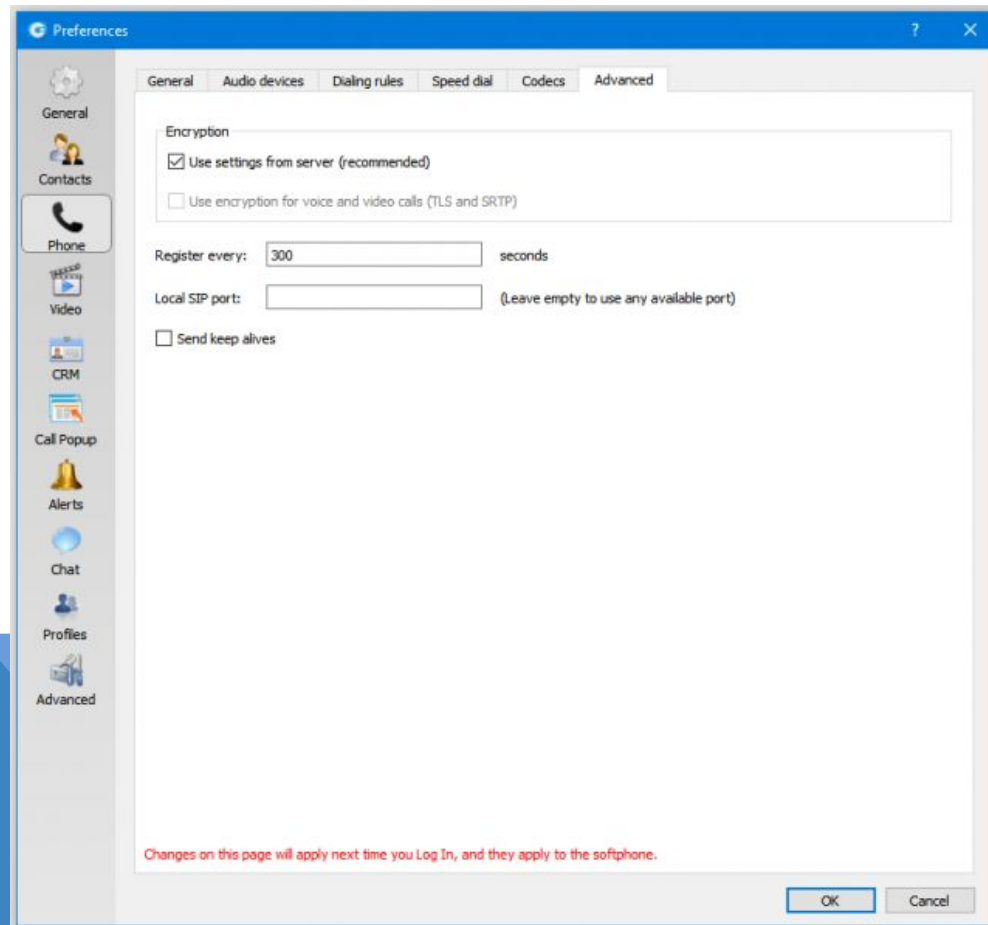 Preferences
?
General
Contacts
Phone
Video
CRM
Call Popup
Alerts
Chat
Profiles
Advanced
General Audio devices Dialing rules Speed dial Codecs Advanced
Encryption
Use settings from server (recommended)
Use encryption for voice and video calls (TLS and SRTP)
Register every: 300 seconds
Local SIP port: (Leave empty to use any available port)
Send keep alives
Changes on this page will apply next time you Log In, and they apply to the softphone.
OK Cancel